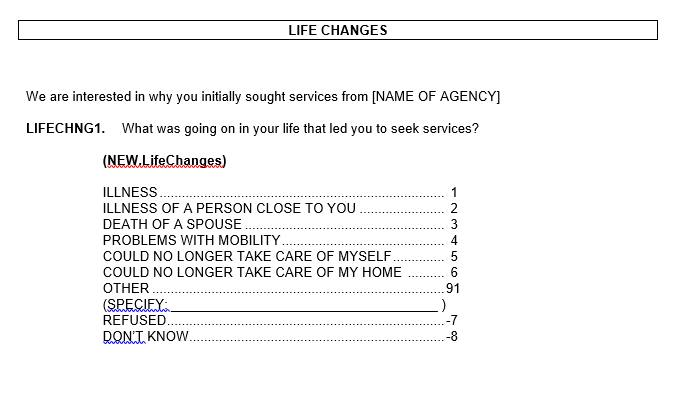 LIFE CHANGES
We are interested in why you initially sought services from [NAME OF AGENCY]
LIFECHNG1. What was going on in your life that led you to seek services?
(NEW.LifeChanges)
ILLNESS ........................................................................... 1
ILLNESS OF A PERSON CLOSE TO YOU ....................... 2
DEATH OF A SPOUSE ..................................................... 3
PROBLEMS WITH MOBILITY ............................................ 4
COULD NO LONGER TAKE CARE OF MYSELF .............. 5
COULD NO LONGER TAKE CARE OF MY HOME .......... 6
OTHER .............................................................................. 91
(SPECIFY: ____________________________________ )
REFUSED .......................................................................... -7
DON'T KNOW .................................................................... -8